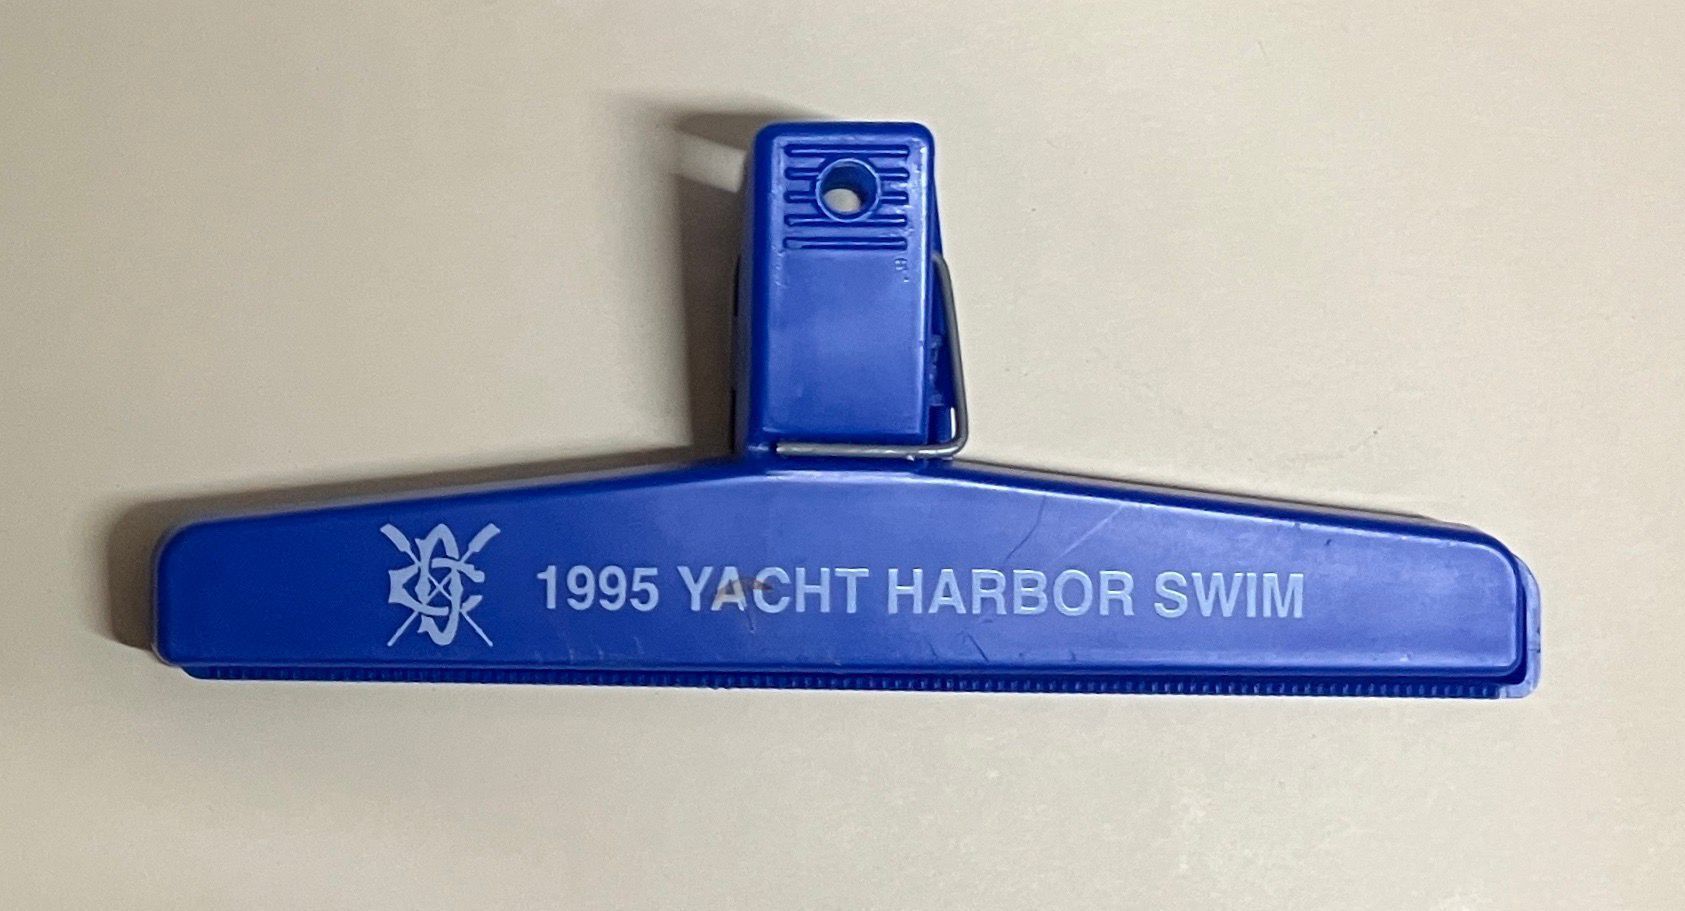 1995 YACHT HARBOR SWIM